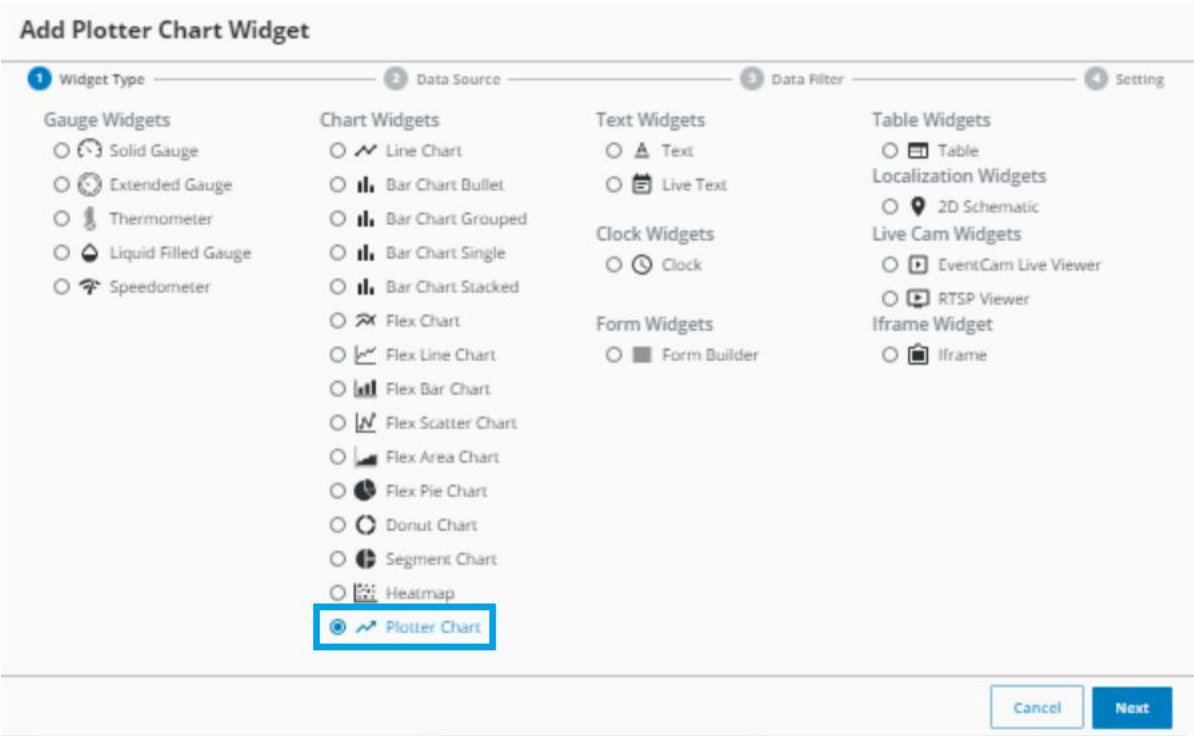 Add Plotter Chart Widget
1 Widget Type
2 Data Source
3 Data Filter
4 Setting
Gauge Widgets
Solid Gauge
Extended Gauge
Thermometer
Liquid Filled Gauge
Speedometer
Chart Widgets
Line Chart
Bar Chart Bullet
Bar Chart Grouped
Bar Chart Single
Bar Chart Stacked
Flex Chart
Flex Line Chart
Flex Bar Chart
Flex Scatter Chart
Flex Area Chart
Flex Pie Chart
Donut Chart
Segment Chart
Heatmap
Plotter Chart
Text Widgets
Text
Live Text
Clock Widgets
Clock
Form Widgets
Form Builder
Table Widgets
Table
Localization Widgets
2D Schematic
Live Cam Widgets
EventCam Live Viewer
RTSP Viewer
Iframe Widget
Iframe
Cancel
Next